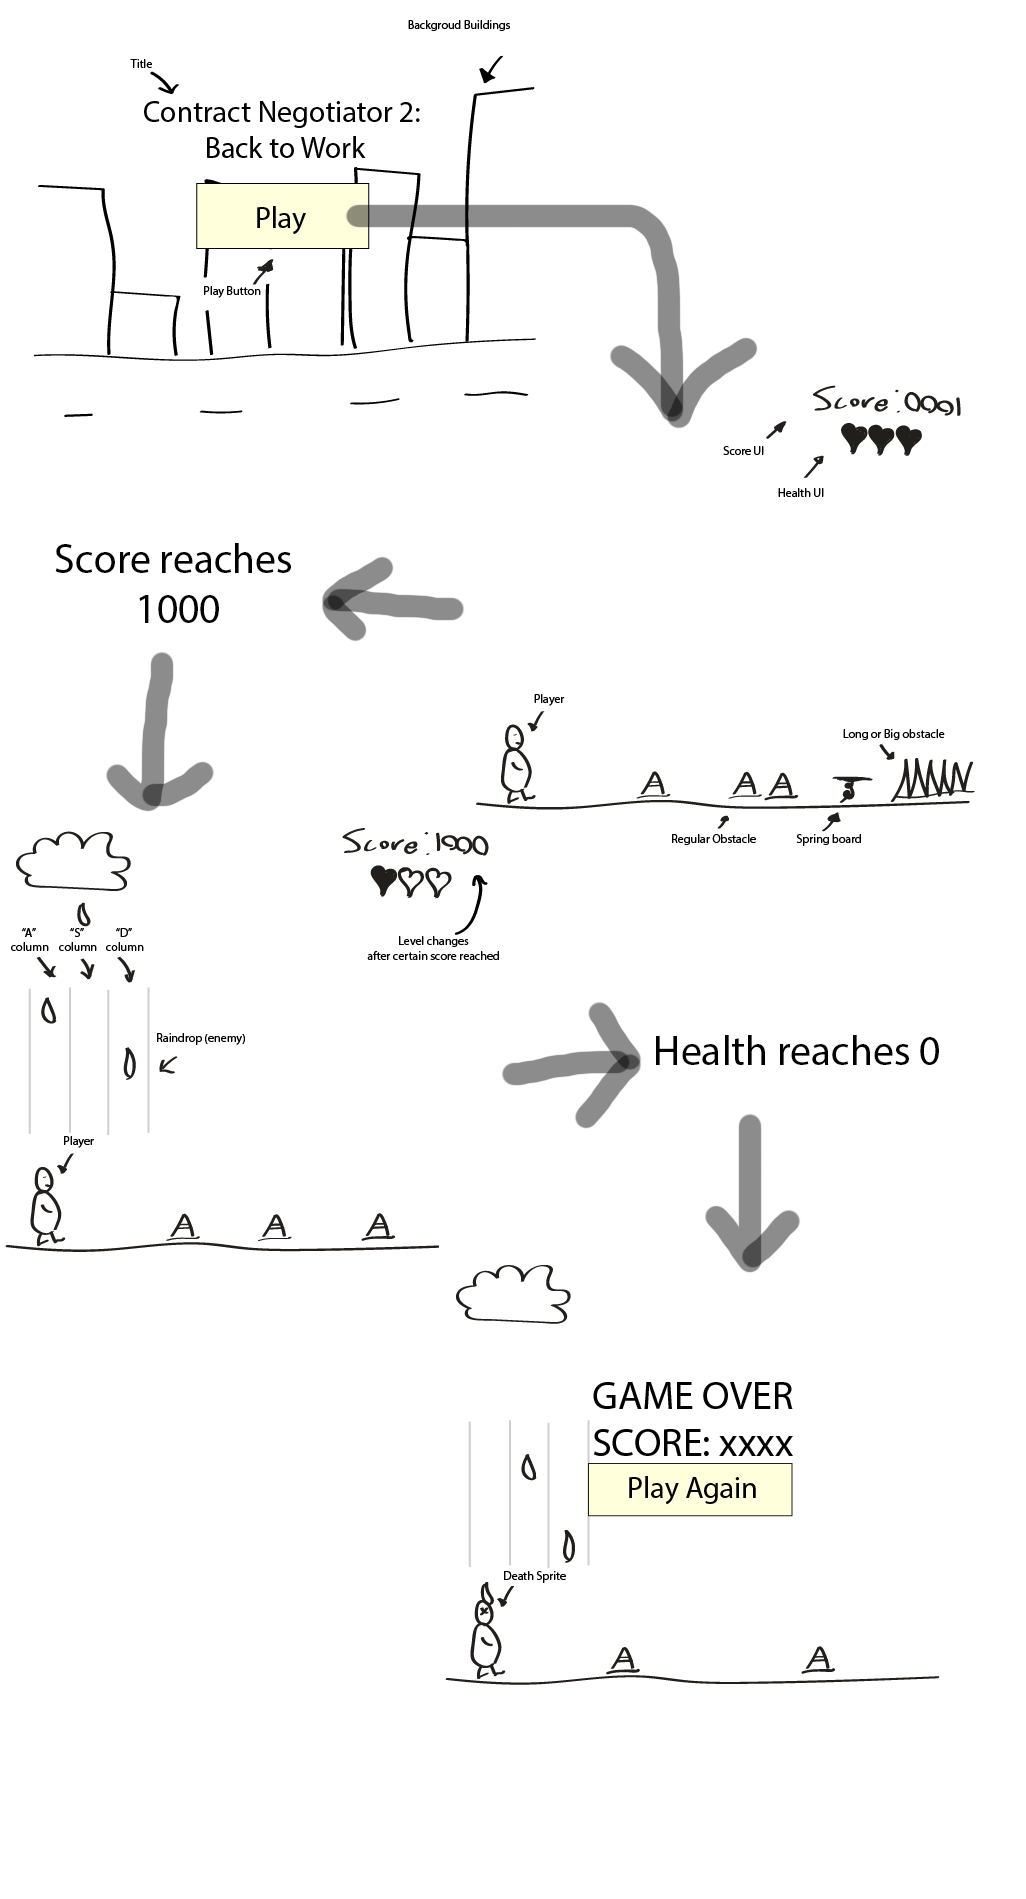 Backgroud Buildings
Title
Contract Negotiator 2:
Back to Work
Play
Play Button
Score:0001
Score UI
Health UI
Score reaches
1000
Player
Long or Big obstacle
Regular Obstacle
Spring board
Score:1000
Level changes
after certain score reached
"A"
column
"S"
column
"D"
column
Raindrop (enemy)
Player
Health reaches 0
GAME OVER
SCORE: xxxx
Play Again
Death Sprite